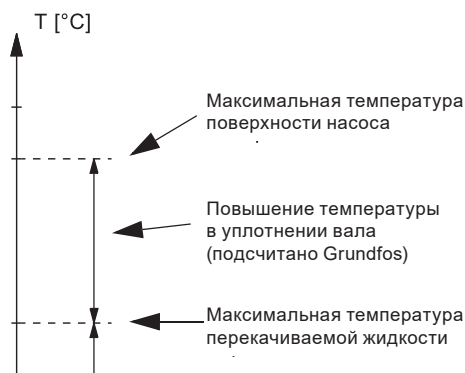 T [°C]
Максимальная температура
поверхности насоса
Повышение температуры
в уплотнении вала
(подсчитано Grundfos)
Максимальная температура
перекачиваемой жидкости